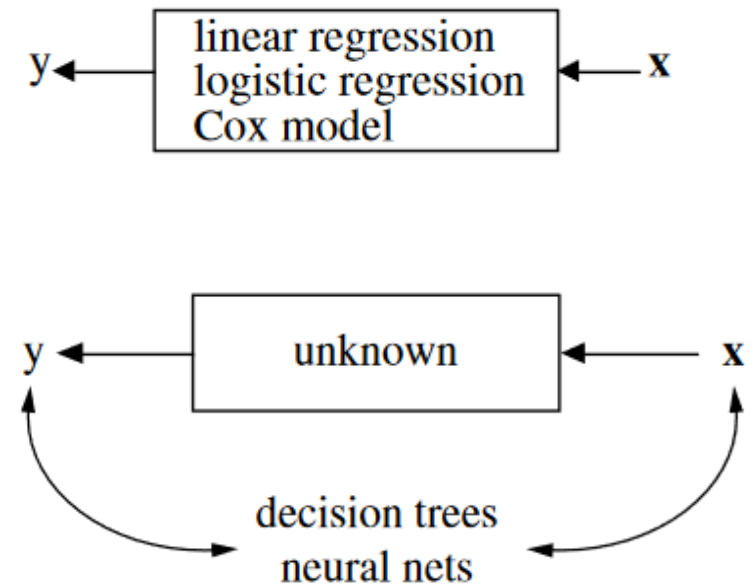 linear regression
y logistic regression x
Cox model
y unknown x
decision trees
neural nets